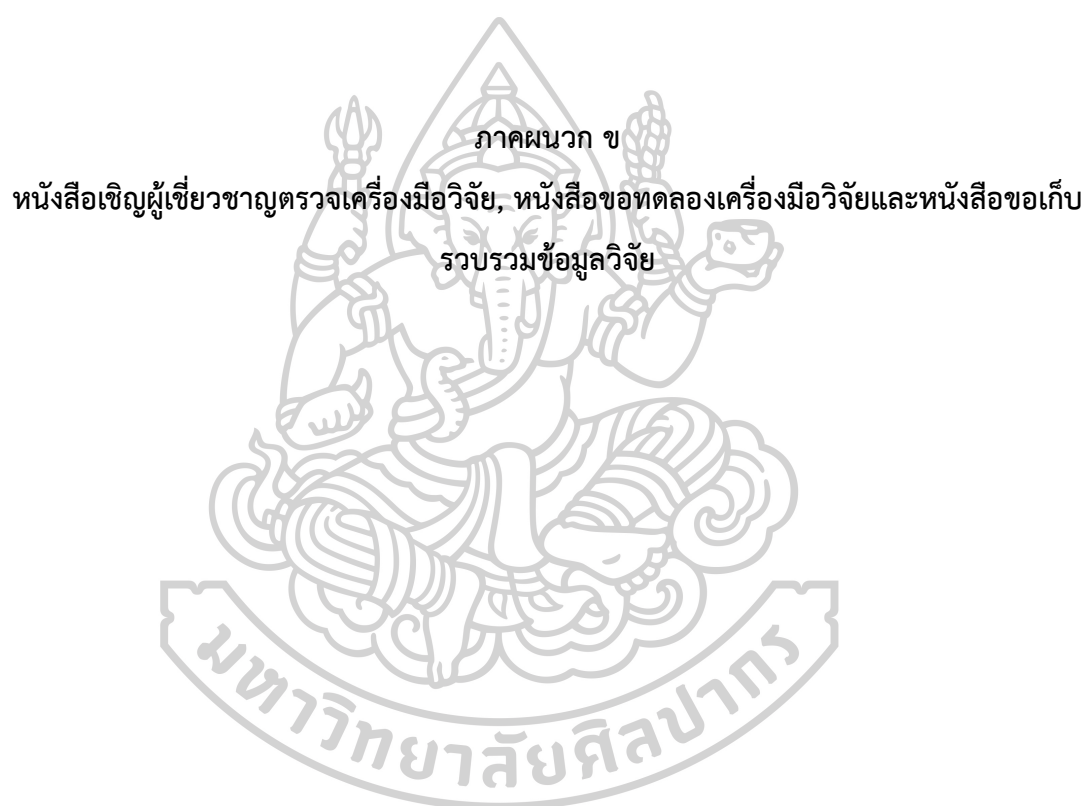 ภาคผนวก ข
หนังสือเชิญผู้เชี่ยวชาญตรวจเครื่องมือวิจัย, หนังสือขอทดลองเครื่องมือวิจัยและหนังสือขอเก็บ
รวบรวมข้อมูลวิจัย
มหาวิทยาลัยศิลปากร